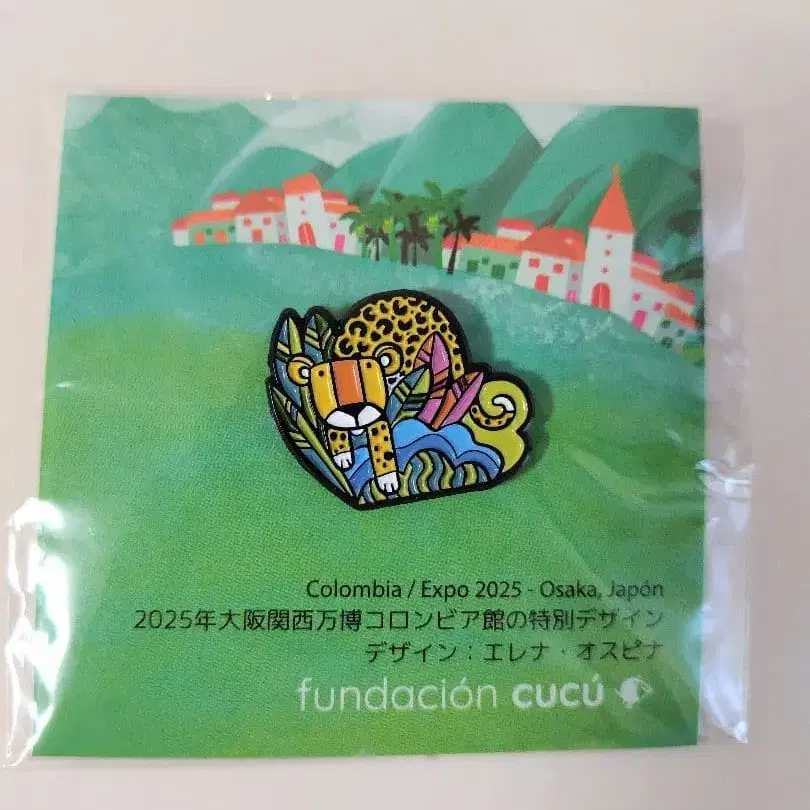 Colombia / Expo 2025 - Osaka, Japón
2025年大阪関西万博コロンビア館の特別デザイン
デザイン：エレナ・オスピナ
fundación cucú